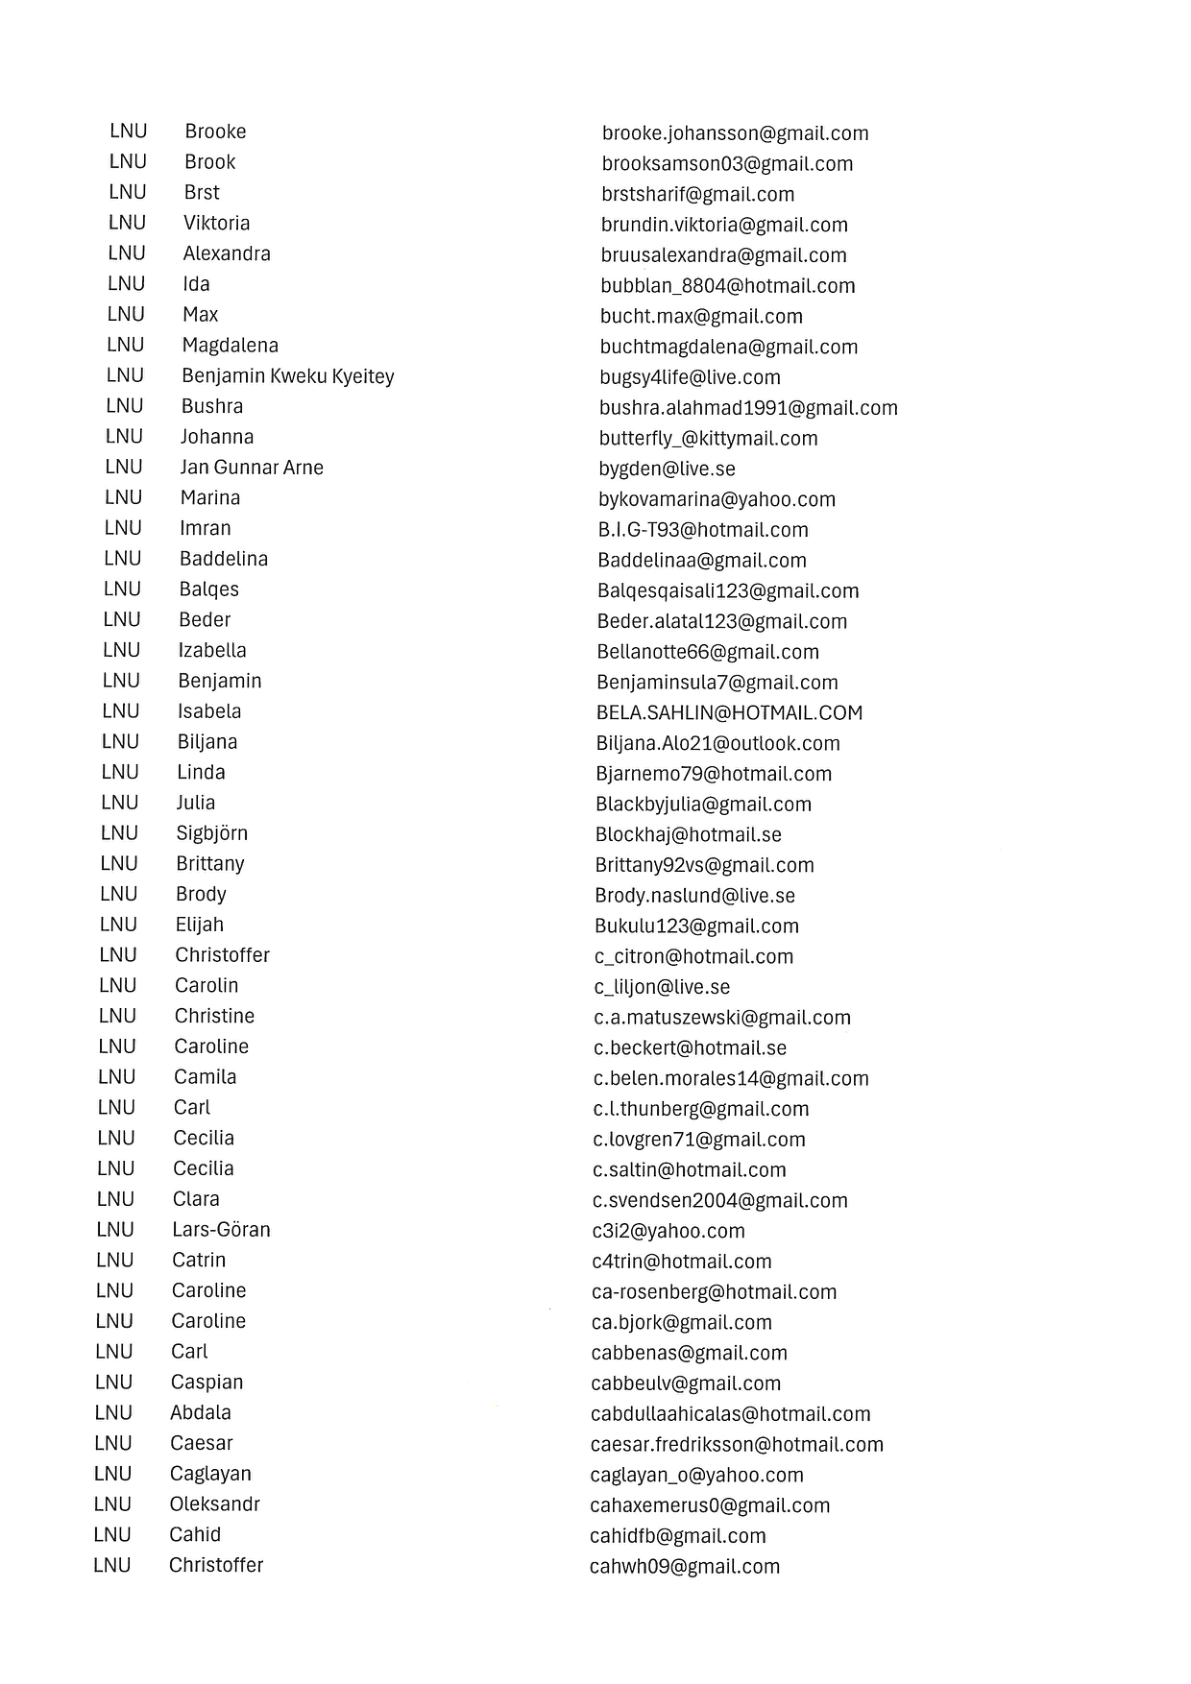 LNU Brooke brooke.johansson@gmail.com
LNU Brook brooksamson03@gmail.com
LNU Brst brstsharif@gmail.com
LNU Viktoria brundin.viktoria@gmail.com
LNU Alexandra bruusalexandra@gmail.com
LNU Ida bubblan_8804@hotmail.com
LNU Max bucht.max@gmail.com
LNU Magdalena buchtmagdalena@gmail.com
LNU Benjamin Kweku Kyeitey bugsy4life@live.com
LNU Bushra bushra.alahmad1991@gmail.com
LNU Johanna butterfly_@kittymail.com
LNU Jan Gunnar Arne bygden@live.se
LNU Marina bykovamarina@yahoo.com
LNU Imran B.I.G-T93@hotmail.com
LNU Baddelina Baddelinaa@gmail.com
LNU Balqes Balqesqaisali123@gmail.com
LNU Beder Beder.alatal123@gmail.com
LNU Izabella Bellanotte66@gmail.com
LNU Benjamin Benjaminsula7@gmail.com
LNU Isabela BELA.SAHLIN@HOTMAIL.COM
LNU Biljana Biljana.Alo21@outlook.com
LNU Linda Bjarnemo79@hotmail.com
LNU Julia Blackbyjulia@gmail.com
LNU Sigbjörn Blockhaj@hotmail.se
LNU Brittany Brittany92vs@gmail.com
LNU Brody Brody.naslund@live.se
LNU Elijah Bukulu123@gmail.com
LNU Christoffer c_citron@hotmail.com
LNU Carolin c_liljon@live.se
LNU Christine c.a.matuszewski@gmail.com
LNU Caroline c.beckert@hotmail.se
LNU Camila c.belen.morales14@gmail.com
LNU Carl c.l.thunberg@gmail.com
LNU Cecilia c.lovgren71@gmail.com
LNU Cecilia c.saltin@hotmail.com
LNU Clara c.svendsen2004@gmail.com
LNU Lars-Göran c3i2@yahoo.com
LNU Catrin c4trin@hotmail.com
LNU Caroline ca-rosenberg@hotmail.com
LNU Caroline ca.bjork@gmail.com
LNU Carl cabbenas@gmail.com
LNU Caspian cabbeulv@gmail.com
LNU Abdala cabdullaahicalas@hotmail.com
LNU Caesar caesar.fredriksson@hotmail.com
LNU Caglayan caglayan_o@yahoo.com
LNU Oleksandr cahaxemerus0@gmail.com
LNU Cahid cahidfb@gmail.com
LNU Christoffer cahwh09@gmail.com